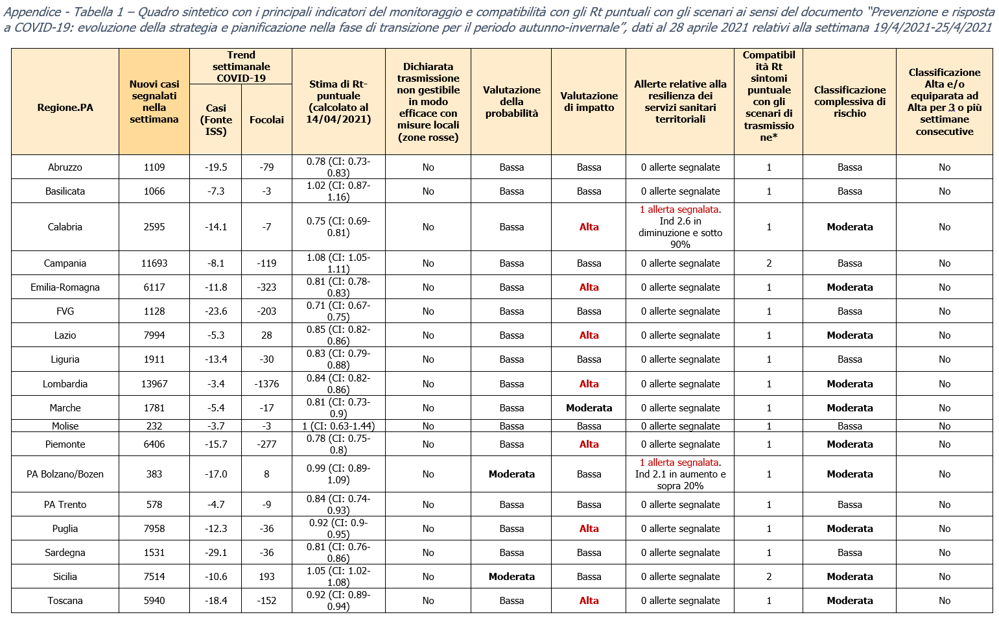 Appendice - Tabella 1 – Quadro sintetico con i principali indicatori del monitoraggio e compatibilità con gli Rt puntuali con gli scenari ai sensi del documento “Prevenzione e risposta
a COVID-19: evoluzione della strategia e pianificazione nella fase di transizione per il periodo autunno-invernale”, dati al 28 aprile 2021 relativi alla settimana 19/4/2021-25/4/2021
Regione.PA
Nuovi casi
segnalati
nella
settimana
Trend
settimanale
COVID-19
Casi
(Fonte
ISS)
Focolai
Stima di Rt-
puntuale
(calcolato al
14/04/2021)
Dichiarata
trasmissione
non gestibile
in modo
efficace con
misure locali
(zone rosse)
Valutazione
della
probabilità
Valutazione
di impatto
Allerte relative alla
resilienza dei
servizi sanitari
territoriali
Compatibil
ità Rt
sintomi
puntuale
con gli
scenari di
trasmissio
ne*
Classificazione
complessiva di
rischio
Classificazione
Alta e/o
equiparata ad
Alta per 3 o più
settimane
consecutive
Abruzzo 1109 -19.5 -79 0.78 (CI: 0.73-
0.83) No Bassa Bassa 0 allerte segnalate 1 Bassa No
Basilicata 1066 -7.3 -3 1.02 (CI: 0.87-
1.16) No Bassa Bassa 0 allerte segnalate 1 Bassa No
Calabria 2595 -14.1 -7 0.75 (CI: 0.69-
0.81) No Bassa Alta 1 allerta segnalata.
Ind 2.6 in
diminuzione e sotto
90%
1 Moderata No
Campania 11693 -8.1 -119 1.08 (CI: 1.05-
1.11) No Bassa Bassa 0 allerte segnalate 2 Bassa No
Emilia-Romagna 6117 -11.8 -323 0.81 (CI: 0.78-
0.83) No Bassa Alta 0 allerte segnalate 1 Moderata No
FVG 1128 -23.6 -203 0.71 (CI: 0.67-
0.75) No Bassa Bassa 0 allerte segnalate 1 Bassa No
Lazio 7994 -5.3 28 0.85 (CI: 0.82-
0.86) No Bassa Alta 0 allerte segnalate 1 Moderata No
Liguria 1911 -13.4 -30 0.83 (CI: 0.79-
0.88) No Bassa Bassa 0 allerte segnalate 1 Bassa No
Lombardia 13967 -3.4 -1376 0.84 (CI: 0.82-
0.86) No Bassa Alta 0 allerte segnalate 1 Moderata No
Marche 1781 -5.4 -17 0.81 (CI: 0.73-
0.9) No Bassa Moderata 0 allerte segnalate 1 Moderata No
Molise 232 -3.7 -3 1 (CI: 0.63-1.44) No Bassa Bassa 0 allerte segnalate 1 Bassa No
Piemonte 6406 -15.7 -277 0.78 (CI: 0.75-
0.8) No Bassa Alta 0 allerte segnalate 1 Moderata No
PA Bolzano/Bozen 383 -17.0 8 0.99 (CI: 0.89-
1.09) No Moderata Bassa 1 allerta segnalata.
Ind 2.1 in aumento e
sopra 20%
1 Moderata No
PA Trento 578 -4.7 -9 0.84 (CI: 0.74-
0.93) No Bassa Bassa 0 allerte segnalate 1 Bassa No
Puglia 7958 -12.3 -36 0.92 (CI: 0.9-
0.95) No Bassa Alta 0 allerte segnalate 1 Moderata No
Sardegna 1531 -29.1 -36 0.81 (CI: 0.76-
0.86) No Bassa Bassa 0 allerte segnalate 1 Bassa No
Sicilia 7514 -10.6 193 1.05 (CI: 1.02-
1.08) No Moderata Bassa 0 allerte segnalate 2 Moderata No
Toscana 5940 -18.4 -152 0.92 (CI: 0.89-
0.94) No Bassa Alta 0 allerte segnalate 1 Moderata No